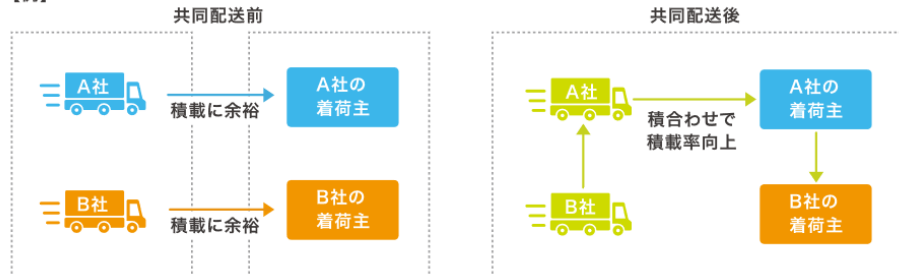 共同配送前
A社
積載に余裕
A社の
着荷主
B社
積載に余裕
B社の
着荷主
共同配送後
A社
積合わせで
積載率向上
A社の
着荷主
B社
B社の
着荷主